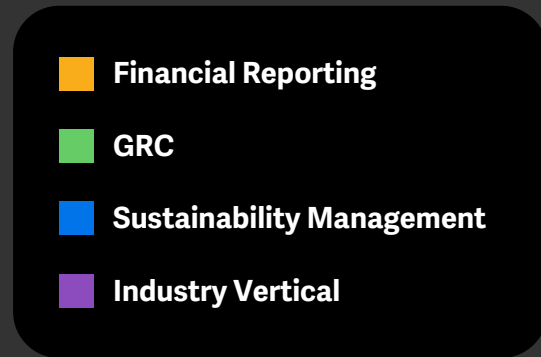 Financial Reporting
GRC
Sustainability Management
Industry Vertical